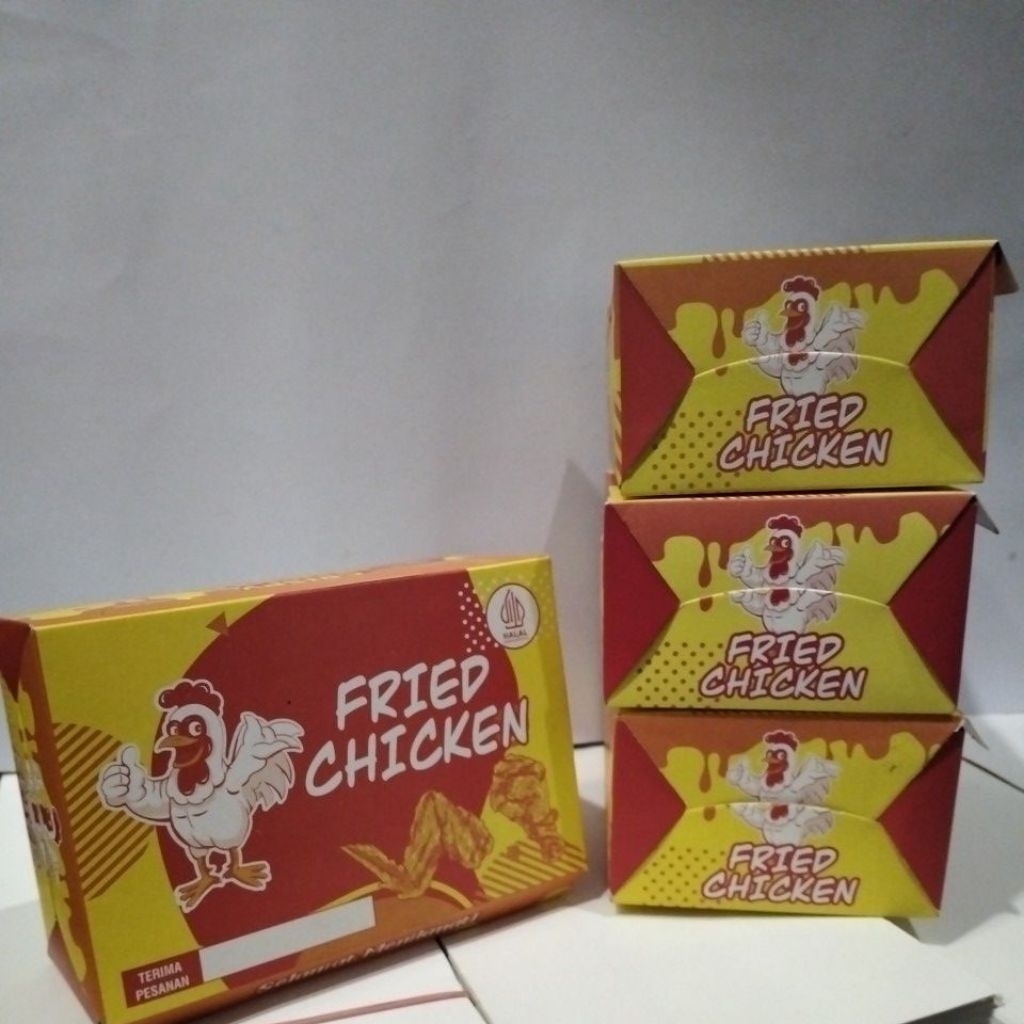 HALAL
FRIED
CHICKEN
TERIMA
PESANAN
FRIED
CHICKEN
FRIED
CHICKEN
FRIED
CHICKEN